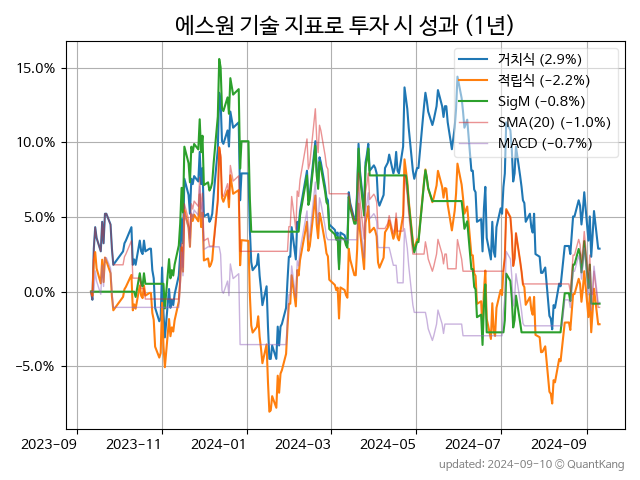 에스원 기술 지표로 투자 시 성과 (1년)
거치식 (2.9%)
적립식 (−2.2%)
SigM (−0.8%)
SMA(20) (−1.0%)
MACD (−0.7%)
15.0%
10.0%
5.0%
0.0%
−5.0%
2023-09
2023-11
2024-01
2024-03
2024-05
2024-07
2024-09
updated: 2024-09-10 © QuantKang